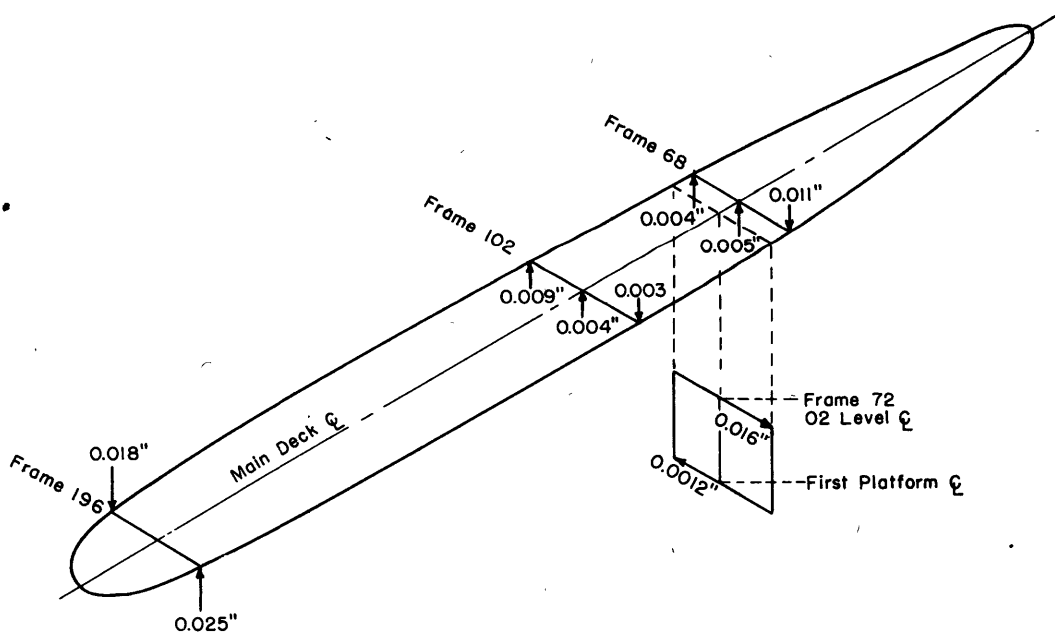 Frame 68
0.011"
0.004"
0.005"
Frame 102
0.009"
0.003
0.004"
Main Deck ℄
0.018"
Frame 196
0.025"
Frame 72
02 Level ℄
0.016"
0.0012"
First Platform ℄